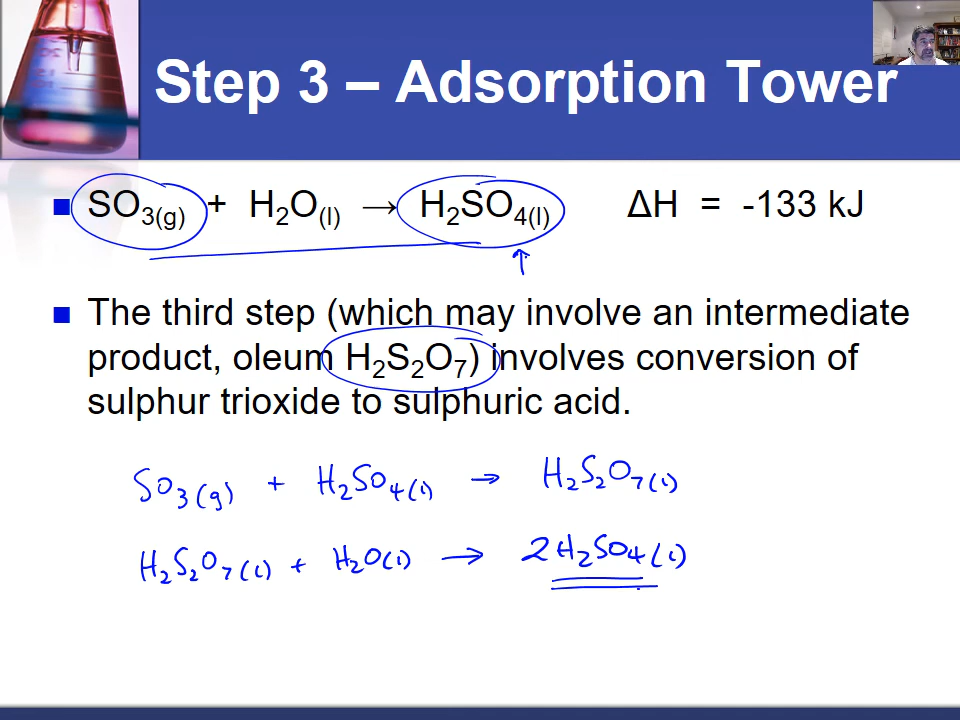 Step 3 – Adsorption Tower
■ SO₃(g) + H₂O(l) → H₂SO₄(l) ΔH = -133 kJ
■ The third step (which may involve an intermediate
product, oleum H₂S₂O₇) involves conversion of
sulphur trioxide to sulphuric acid.
SO₃(g) + H₂SO₄(l) → H₂S₂O₇(l)
H₂S₂O₇(l) + H₂O(l) → 2H₂SO₄(l)